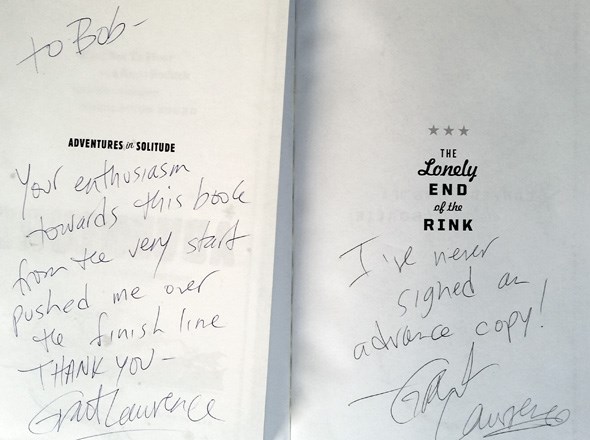 to Bob-
ADVENTURES in SOLITUDE
Your enthusiasm
towards this book
from the very start
pushed me over
the finish line
THANK YOU-
Grant Lawrence
★★★
THE
Lonely
END
of the
RINK
I've never
signed an
advance copy!
-Grant
Lawrence